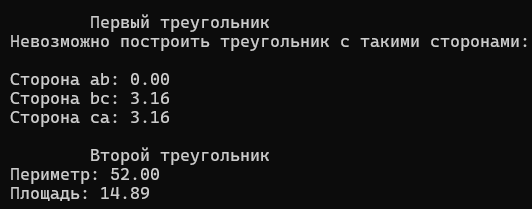 Первый треугольник
Невозможно построить треугольник с такими сторонами:
Сторона ab: 0.00
Сторона bc: 3.16
Сторона ca: 3.16
Второй треугольник
Периметр: 52.00
Площадь: 14.89